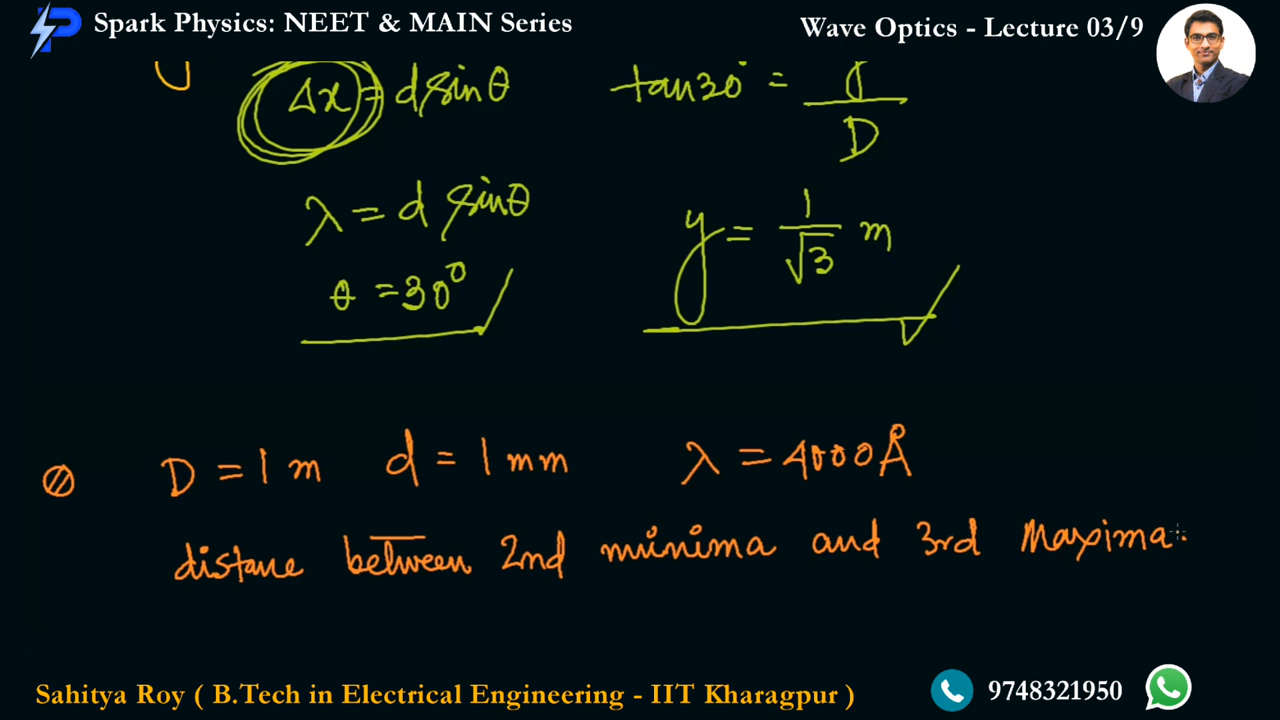 Spark Physics: NEET & MAIN Series
Wave Optics - Lecture 03/9
Δx = d sinθ
tan30° = y/D
λ = d sinθ
y = 1/√3 m
θ = 30°
D = 1 m d = 1 mm λ = 4000 Å
distane between 2nd minima and 3rd Maxima.
Sahitya Roy ( B.Tech in Electrical Engineering - IIT Kharagpur )
9748321950